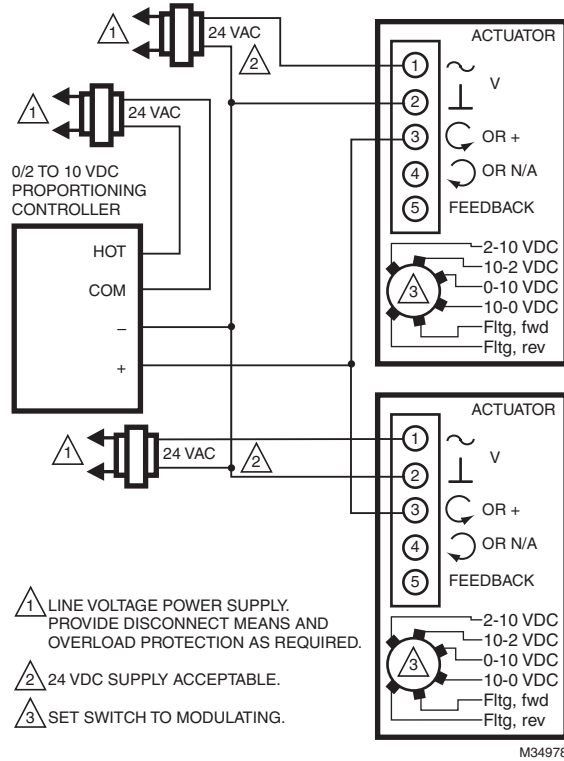 1
24 VAC
2
1
24 VAC
0/2 TO 10 VDC
PROPORTIONING
CONTROLLER
HOT
COM
–
+
ACTUATOR
1
V
2
3 OR +
4 OR N/A
5 FEEDBACK
3
2-10 VDC
10-2 VDC
0-10 VDC
10-0 VDC
Fltg, fwd
Fltg, rev
1
24 VAC
2
ACTUATOR
1
V
2
3 OR +
4 OR N/A
5 FEEDBACK
3
2-10 VDC
10-2 VDC
0-10 VDC
10-0 VDC
Fltg, fwd
Fltg, rev
1 LINE VOLTAGE POWER SUPPLY.
PROVIDE DISCONNECT MEANS AND
OVERLOAD PROTECTION AS REQUIRED.
2 24 VDC SUPPLY ACCEPTABLE.
3 SET SWITCH TO MODULATING.
M34978